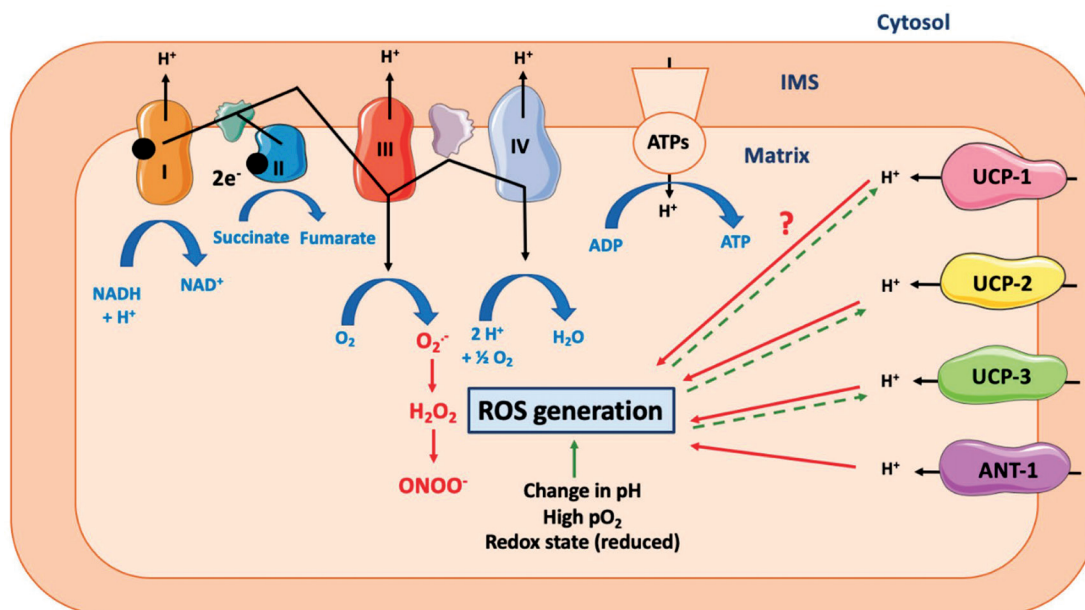 Cytosol
IMS
Matrix
H⁺
H⁺
H⁺
I
II
III
IV
2e⁻
ATPs
H⁺
NADH
+ H⁺
NAD⁺
Succinate
Fumarate
O₂
O₂·⁻
H₂O₂
ONOO⁻
2 H⁺
+ ½ O₂
H₂O
ADP
ATP
?
H⁺
UCP-1
H⁺
UCP-2
H⁺
UCP-3
H⁺
ANT-1
ROS generation
Change in pH
High pO₂
Redox state (reduced)